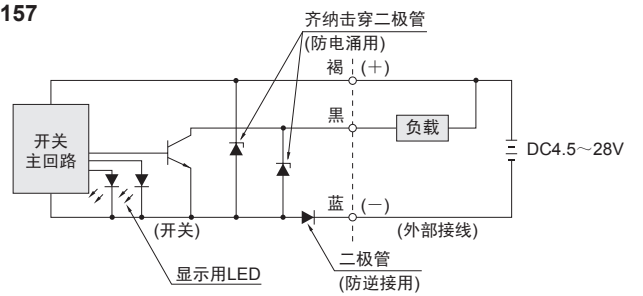 157
齐纳击穿二极管
(防电涌用)
褐 (+)
黑
负载
开关
主回路
DC4.5～28V
蓝 (－)
(开关)
(外部接线)
显示用LED
二极管
(防逆接用)